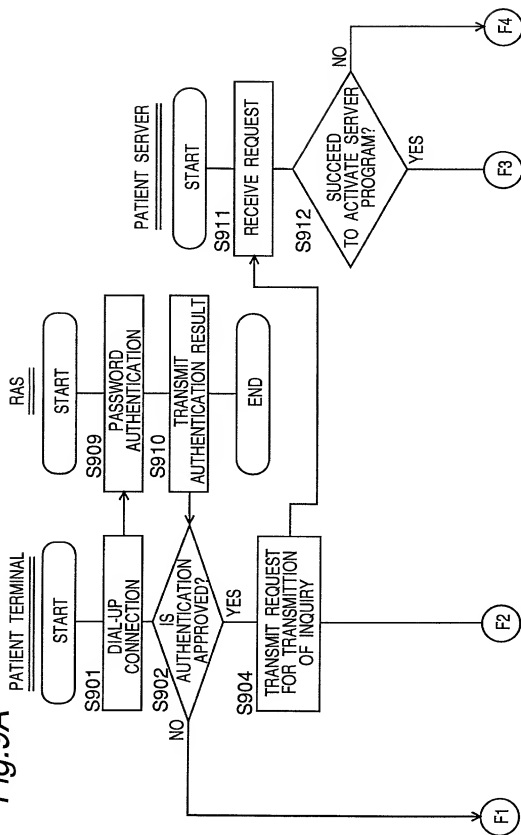 Fig.9A
PATIENT TERMINAL
START
S901
DIAL-UP
CONNECTION
S902
IS
AUTHENTICATION
APPROVED?
NO
YES
S904
TRANSMIT REQUEST
FOR TRANSMITTION
OF INQUIRY
F1
F2
RAS
START
S909
PASSWORD
AUTHENTICATION
S910
TRANSMIT
AUTHENTICATION RESULT
END
PATIENT SERVER
START
S911
RECEIVE REQUEST
S912
SUCCEED
TO ACTIVATE SERVER
PROGRAM?
NO
YES
F3
F4